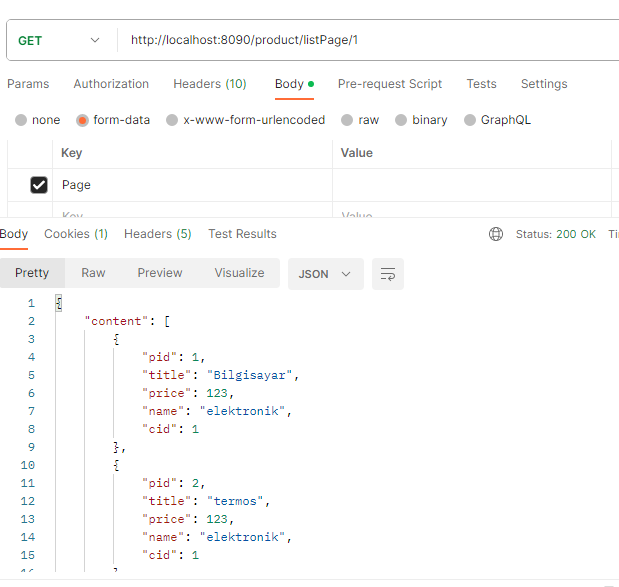 GET http://localhost:8090/product/listPage/1
Params Authorization Headers (10) Body Pre-request Script Tests Settings
none form-data x-www-form-urlencoded raw binary GraphQL
Key Value
Page
Key Value
Body Cookies (1) Headers (5) Test Results Status: 200 OK Ti
Pretty Raw Preview Visualize JSON
1 {
2 "content": [
3 {
4 "pid": 1,
5 "title": "Bilgisayar",
6 "price": 123,
7 "name": "elektronik",
8 "cid": 1
9 },
10 {
11 "pid": 2,
12 "title": "termos",
13 "price": 123,
14 "name": "elektronik",
15 "cid": 1
16 }